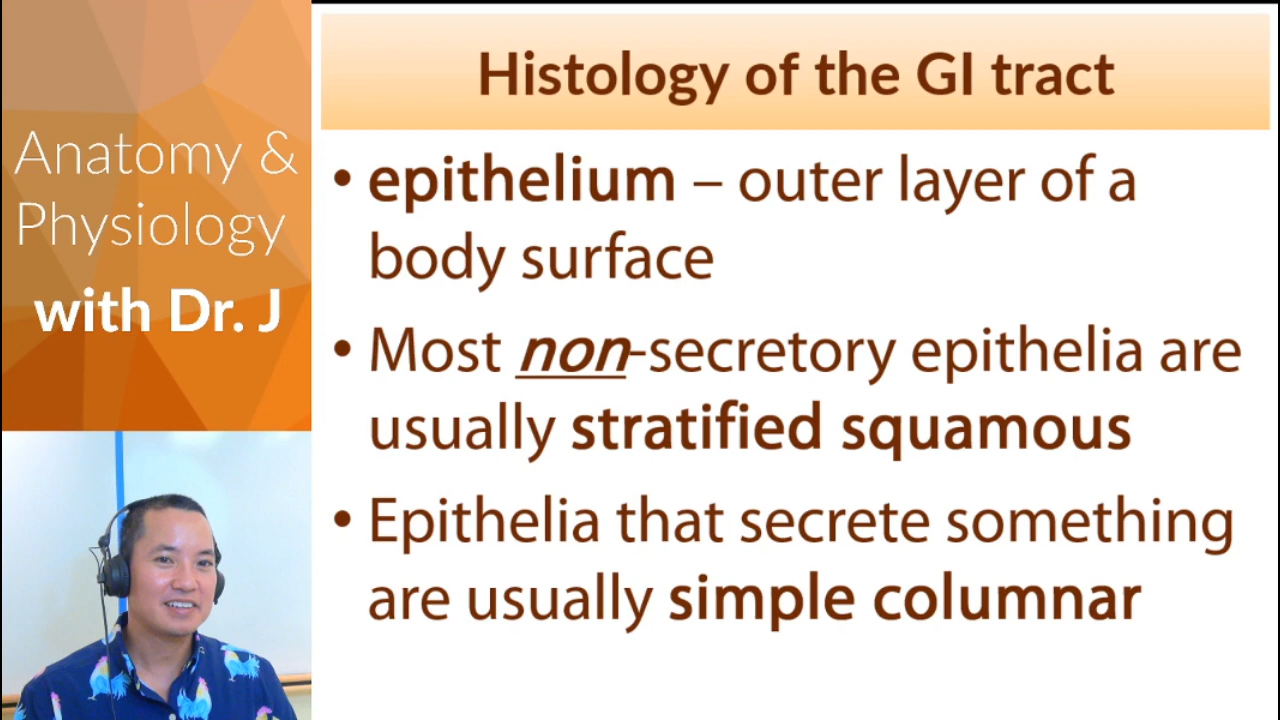 Anatomy &
Physiology
with Dr. J
Histology of the GI tract
• epithelium – outer layer of a
body surface
• Most non-secretory epithelia are
usually stratified squamous
• Epithelia that secrete something
are usually simple columnar